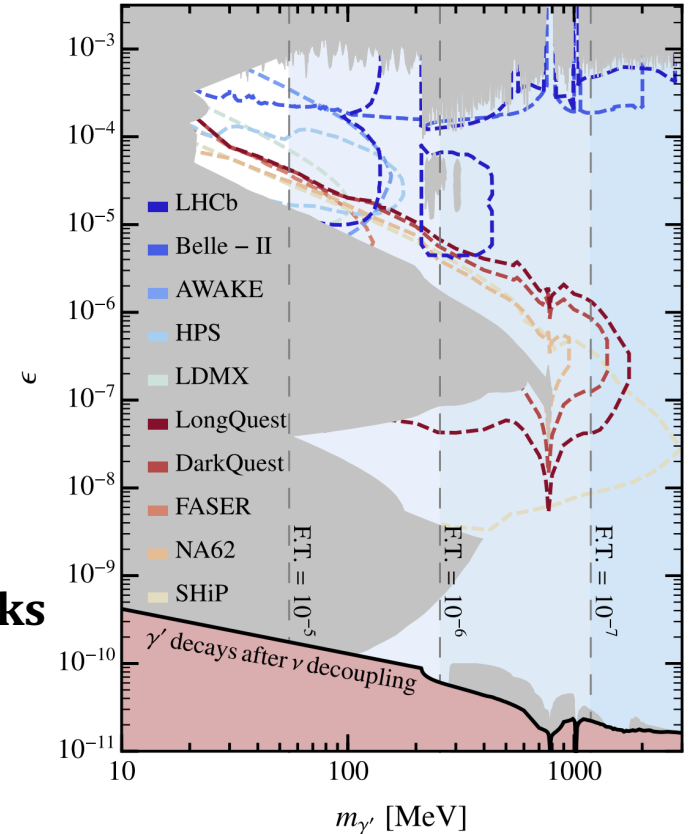 10⁻³
10⁻⁴
10⁻⁵
10⁻⁶
10⁻⁷
10⁻⁸
10⁻⁹
10⁻¹⁰
10⁻¹¹
ϵ
LHCb
Belle – II
AWAKE
HPS
LDMX
LongQuest
DarkQuest
FASER
NA62
SHiP
F.T. = 10⁻⁵
F.T. = 10⁻⁶
F.T. = 10⁻⁷
ks
γ′ decays after ν decoupling
10
100
1000
m_γ′ [MeV]